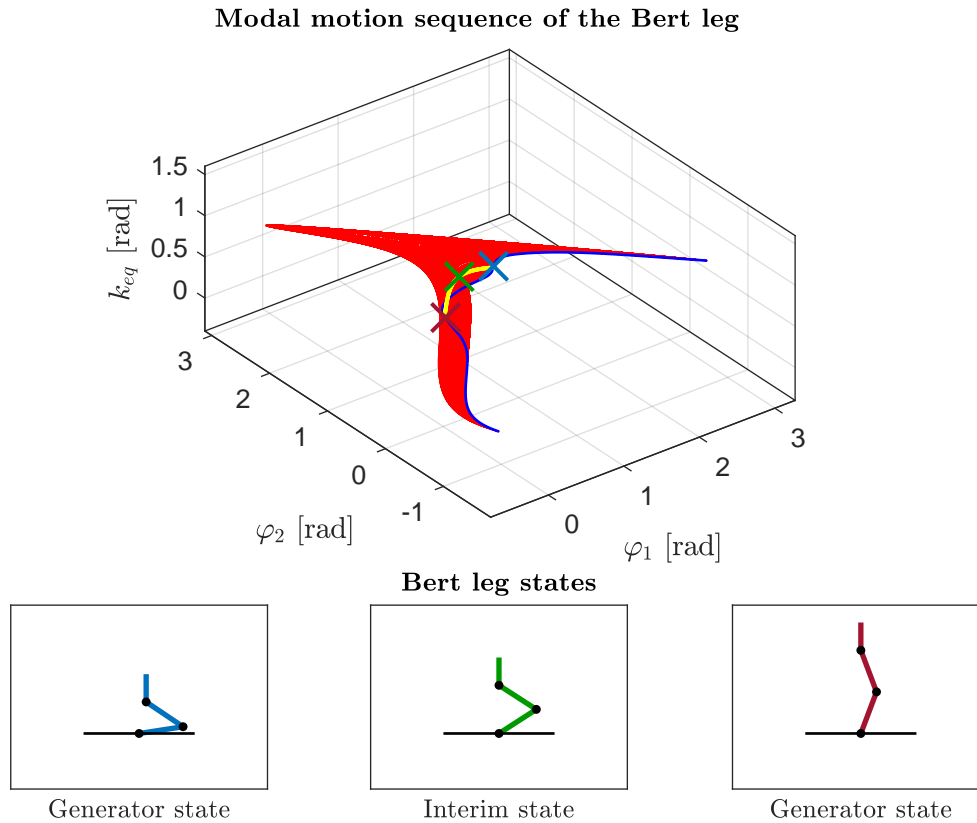 Modal motion sequence of the Bert leg
1.5
1
0.5
0
k_eq [rad]
3
2
1
0
-1
φ₂ [rad]
0
1
2
3
φ₁ [rad]
Bert leg states
Generator state
Interim state
Generator state